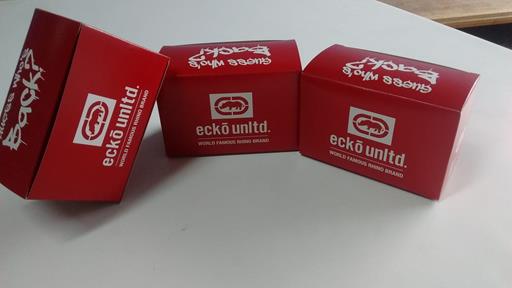 Guess who's
Back?
ecko unltd.
WORLD FAMOUS RHINO BRAND
Guess who's
Back?
ecko unltd.
WORLD FAMOUS RHINO BRAND
Guess who's
Back?
eckō unltd.
WORLD FAMOUS RHINO BRAND